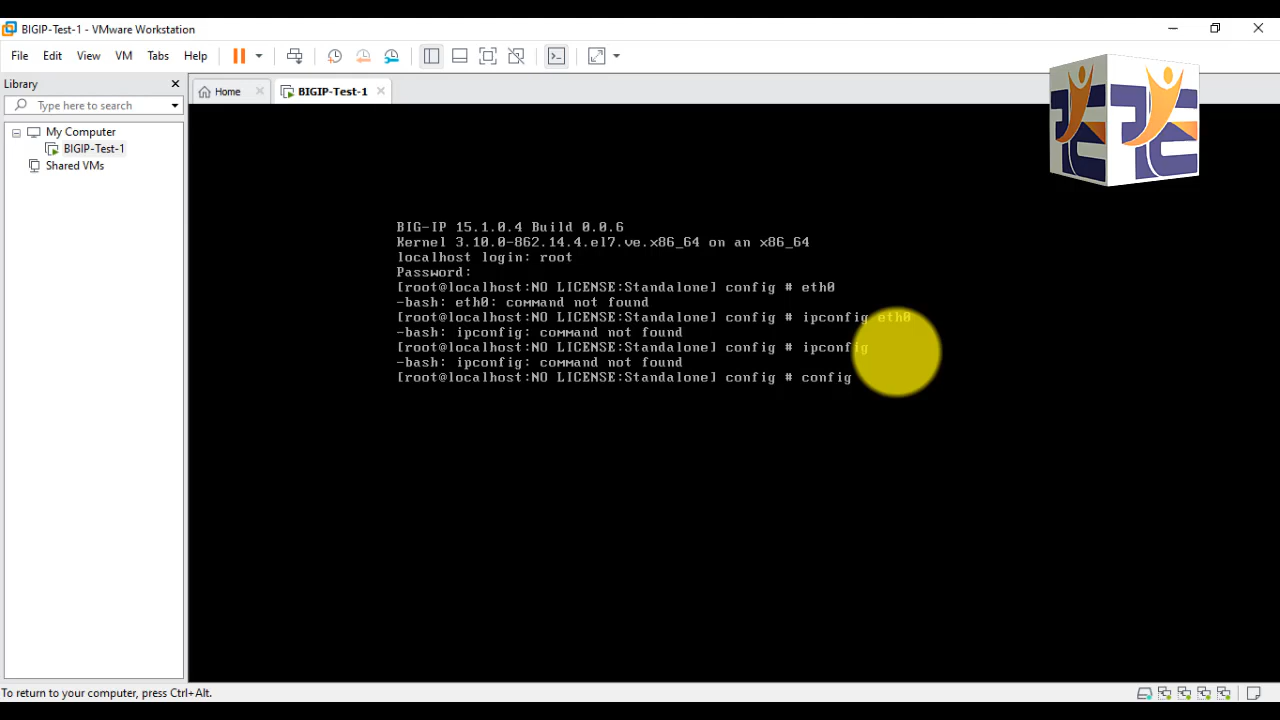 BIGIP-Test-1 - VMware Workstation
File Edit View VM Tabs Help
Library
Type here to search
My Computer
BIGIP-Test-1
Shared VMs
Home
BIGIP-Test-1
BIG-IP 15.1.0.4 Build 0.0.6
Kernel 3.10.0-862.14.4.el7.ve.x86_64 on an x86_64
localhost login: root
Password:
[root@localhost:NO LICENSE:Standalone] config # eth0
-bash: eth0: command not found
[root@localhost:NO LICENSE:Standalone] config # ipconfig eth0
-bash: ipconfig: command not found
[root@localhost:NO LICENSE:Standalone] config # ipconfig
-bash: ipconfig: command not found
[root@localhost:NO LICENSE:Standalone] config # config
To return to your computer, press Ctrl+Alt.